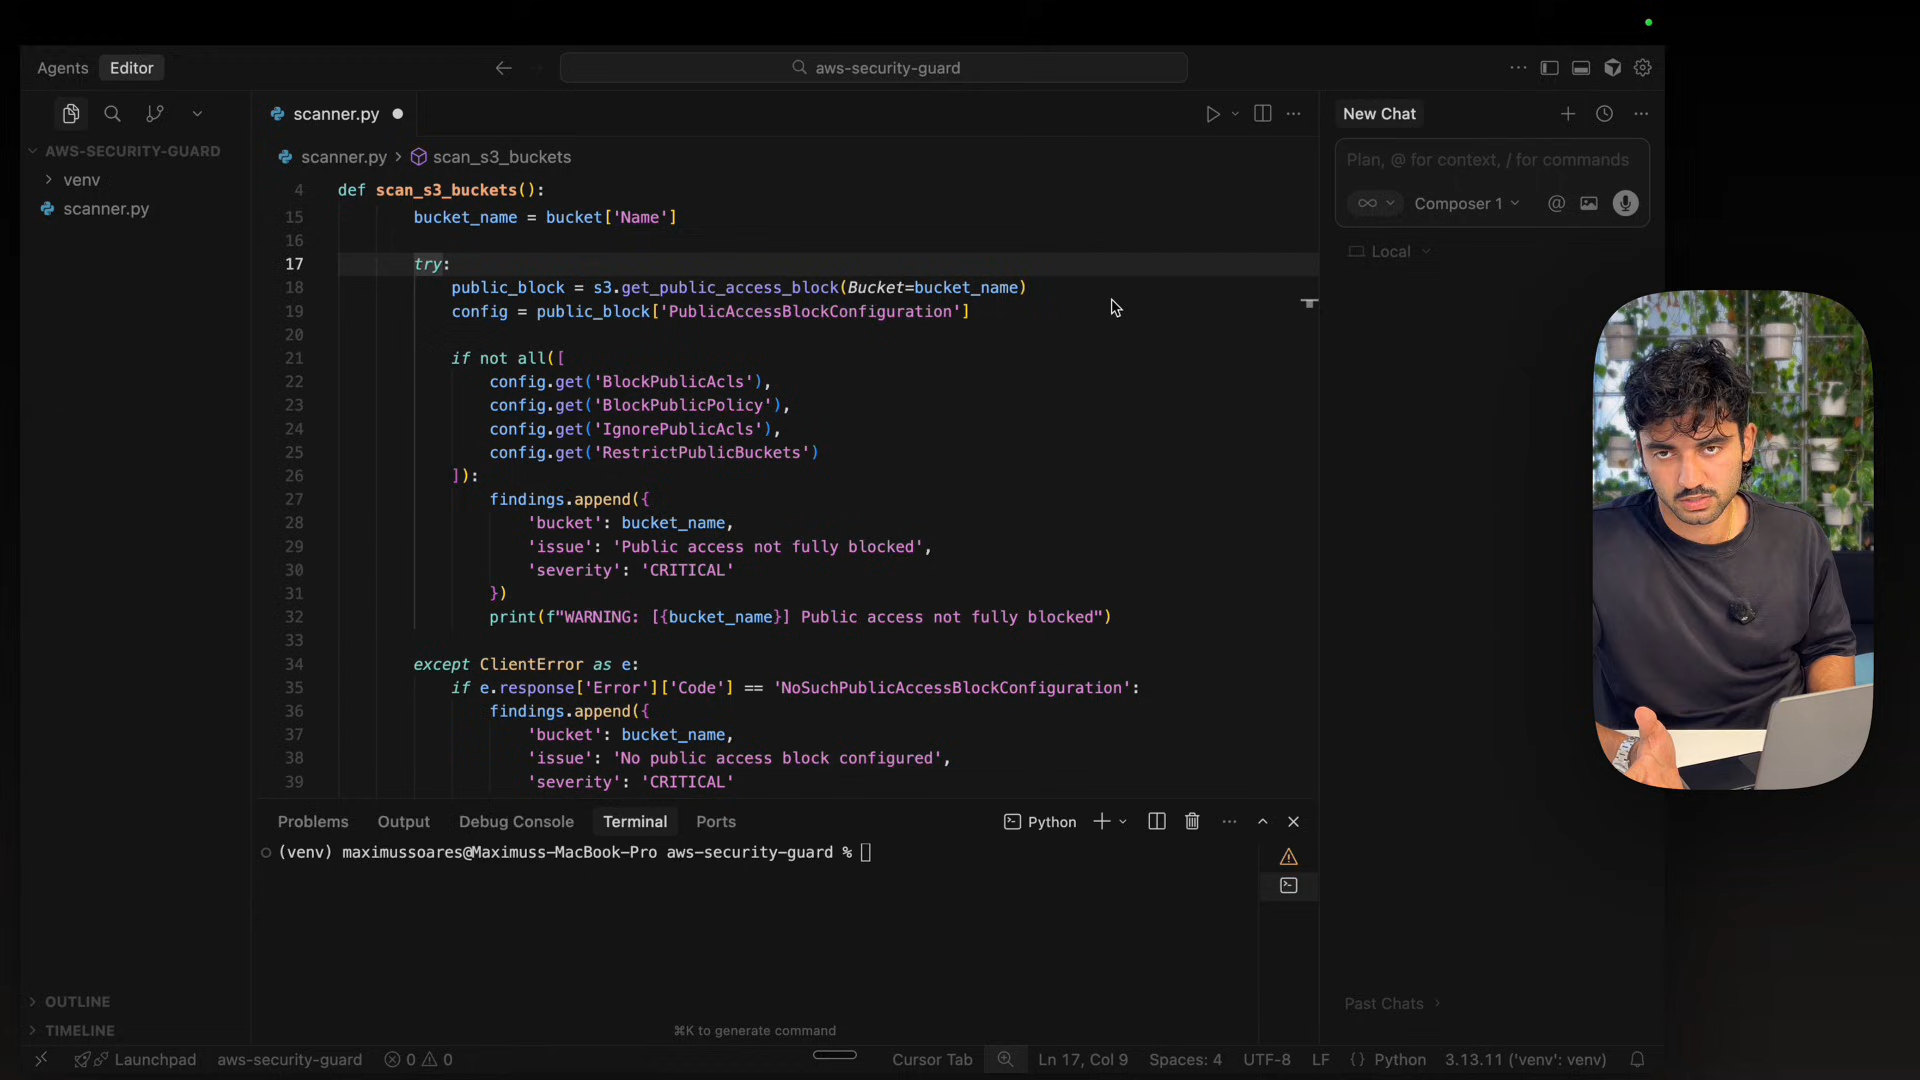 Agents Editor
aws-security-guard
scanner.py
New Chat
AWS-SECURITY-GUARD
venv
scanner.py
scanner.py > scan_s3_buckets
4 def scan_s3_buckets():
15 bucket_name = bucket['Name']
16
17 try:
18 public_block = s3.get_public_access_block(Bucket=bucket_name)
19 config = public_block['PublicAccessBlockConfiguration']
20
21 if not all([
22 config.get('BlockPublicAcls'),
23 config.get('BlockPublicPolicy'),
24 config.get('IgnorePublicAcls'),
25 config.get('RestrictPublicBuckets')
26 ]):
27 findings.append({
28 'bucket': bucket_name,
29 'issue': 'Public access not fully blocked',
30 'severity': 'CRITICAL'
31 })
32 print(f"WARNING: [{bucket_name}] Public access not fully blocked")
33
34 except ClientError as e:
35 if e.response['Error']['Code'] == 'NoSuchPublicAccessBlockConfiguration':
36 findings.append({
37 'bucket': bucket_name,
38 'issue': 'No public access block configured',
39 'severity': 'CRITICAL'
Plan, @ for context, / for commands
Composer 1
Local
Problems Output Debug Console Terminal Ports
Python
(venv) maximussoares@Maximuss-MacBook-Pro aws-security-guard %
OUTLINE
TIMELINE
⌘K to generate command
Past Chats
Launchpad aws-security-guard 0 0 Cursor Tab Ln 17, Col 9 Spaces: 4 UTF-8 LF {} Python 3.13.11 ('venv': venv)